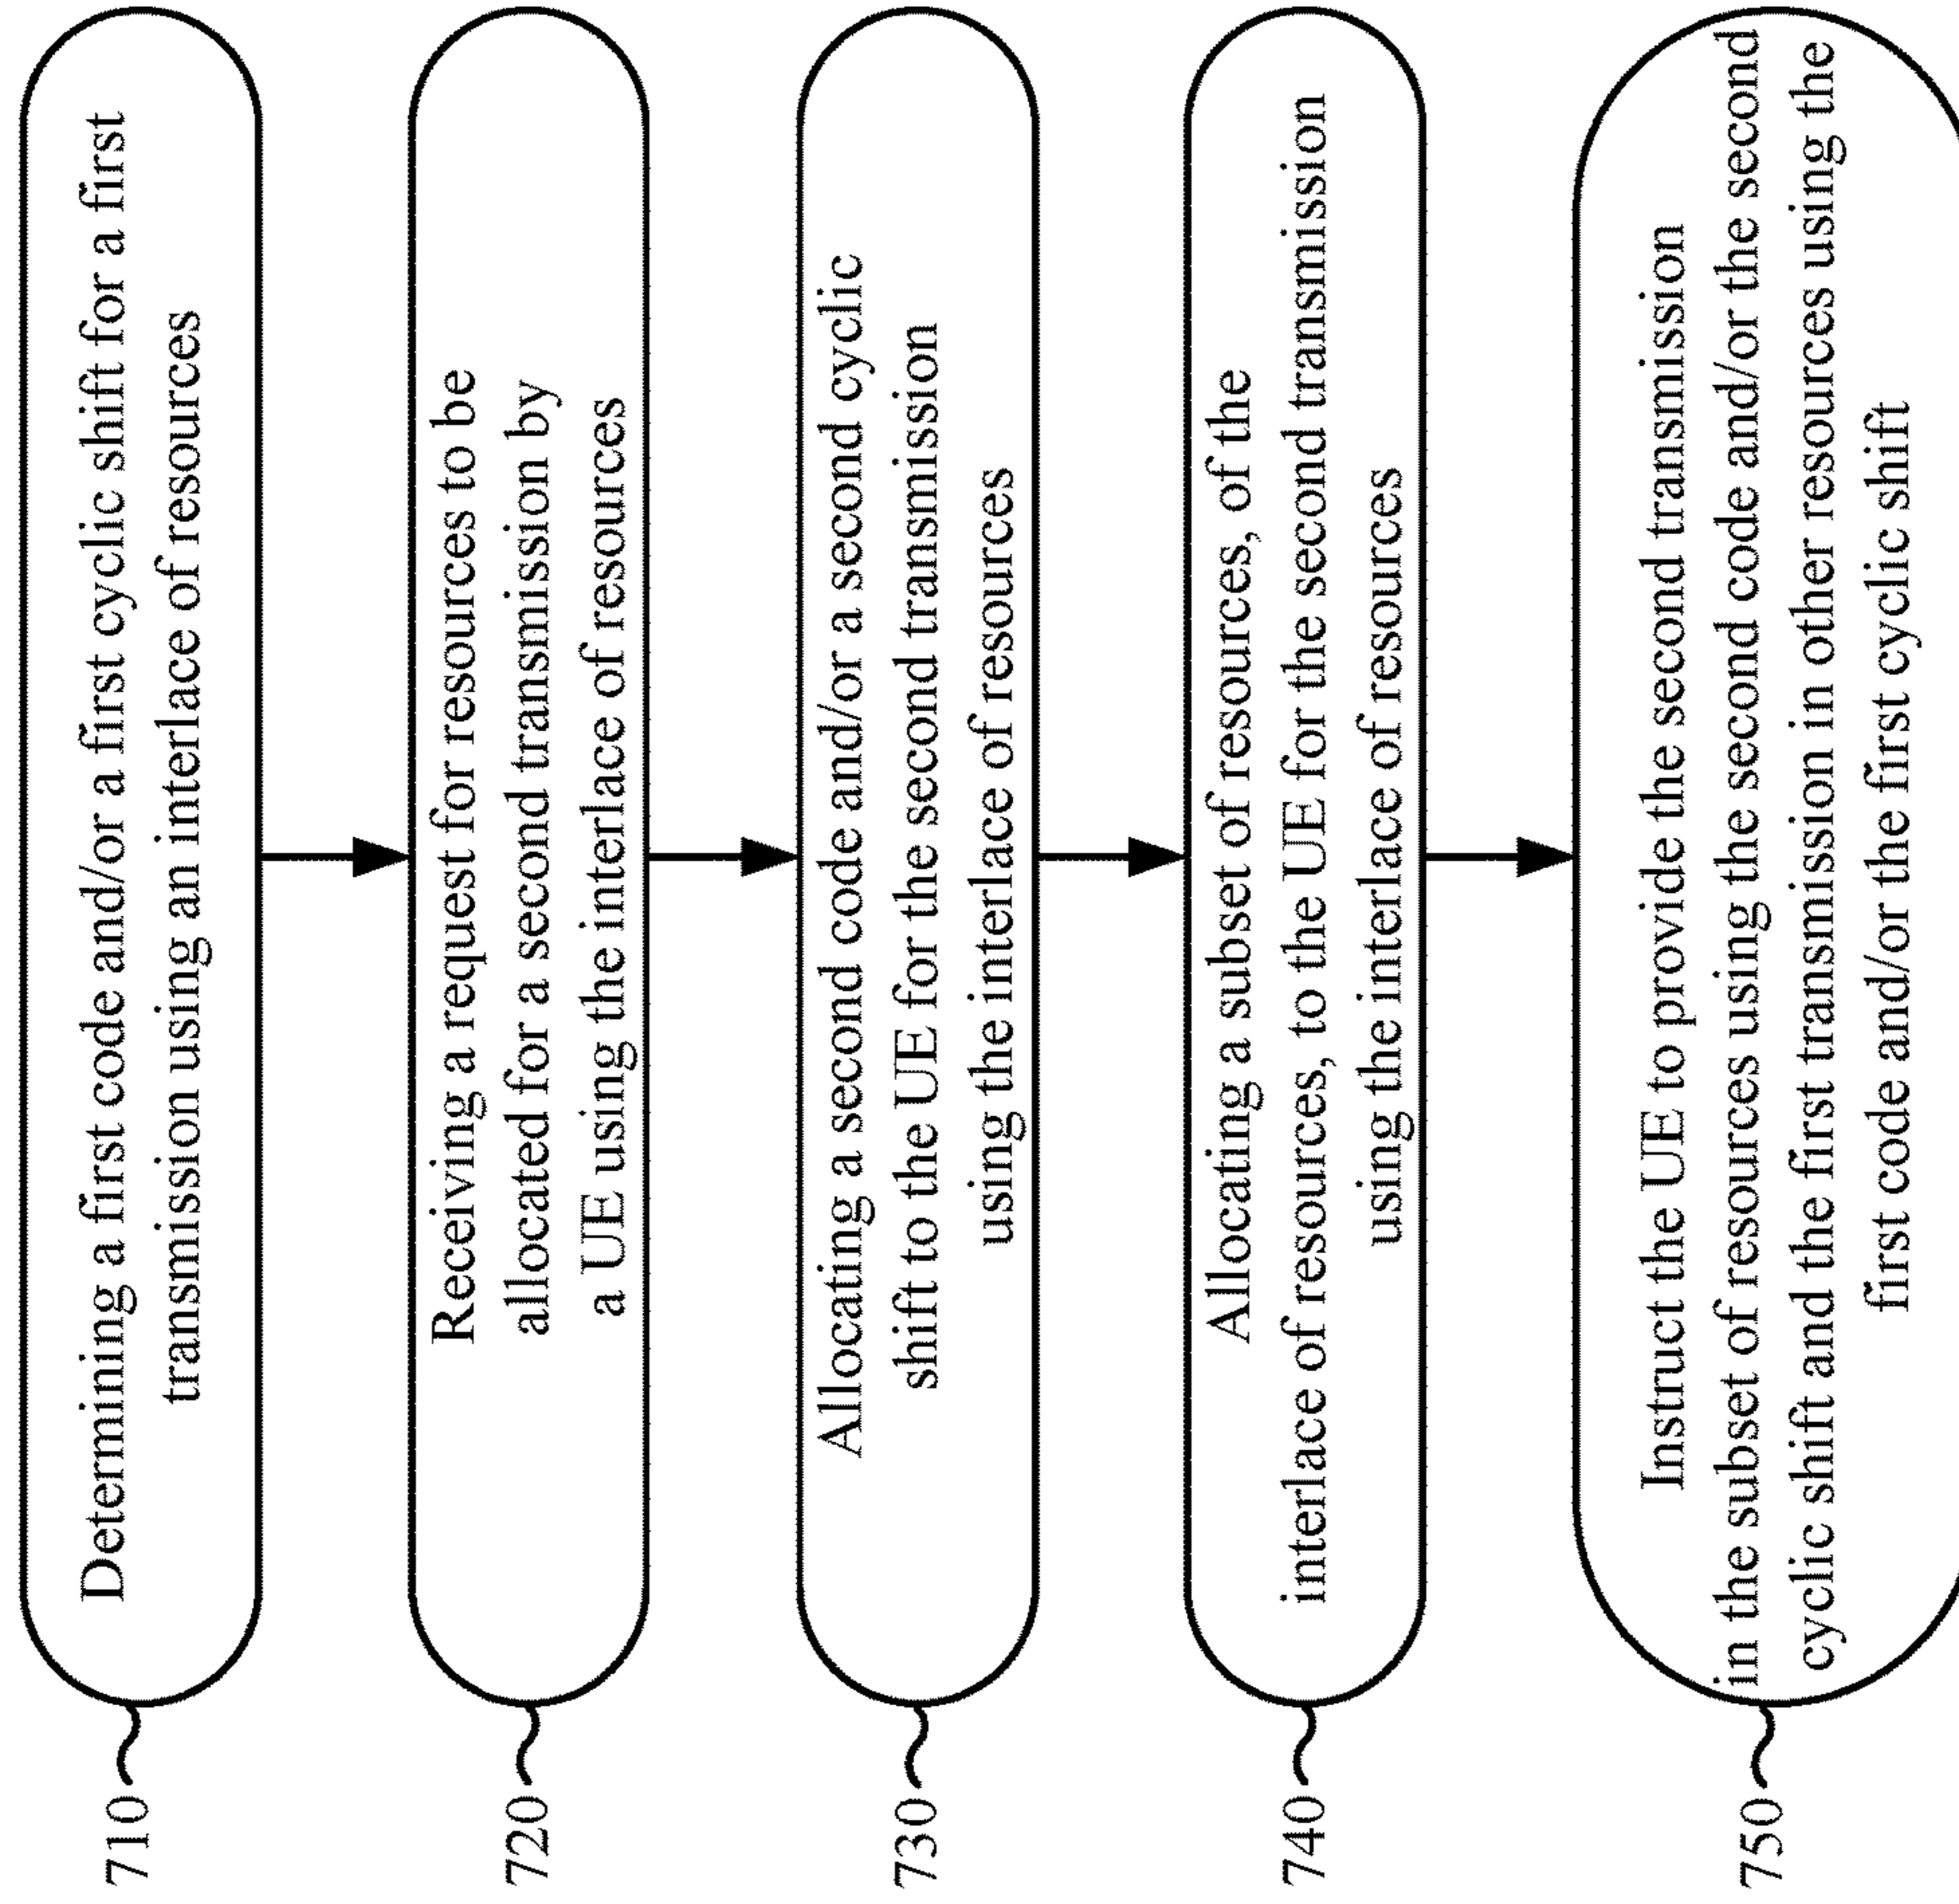 710
Determining a first code and/or a first cyclic shift for a first
transmission using an interlace of resources
720
Receiving a request for resources to be
allocated for a second transmission by
a UE using the interlace of resources
730
Allocating a second code and/or a second cyclic
shift to the UE for the second transmission
using the interlace of resources
740
Allocating a subset of resources, of the
interlace of resources, to the UE for the second transmission
using the interlace of resources
750
Instruct the UE to provide the second transmission
in the subset of resources using the second code and/or the second
cyclic shift and the first transmission in other resources using the
first code and/or the first cyclic shift